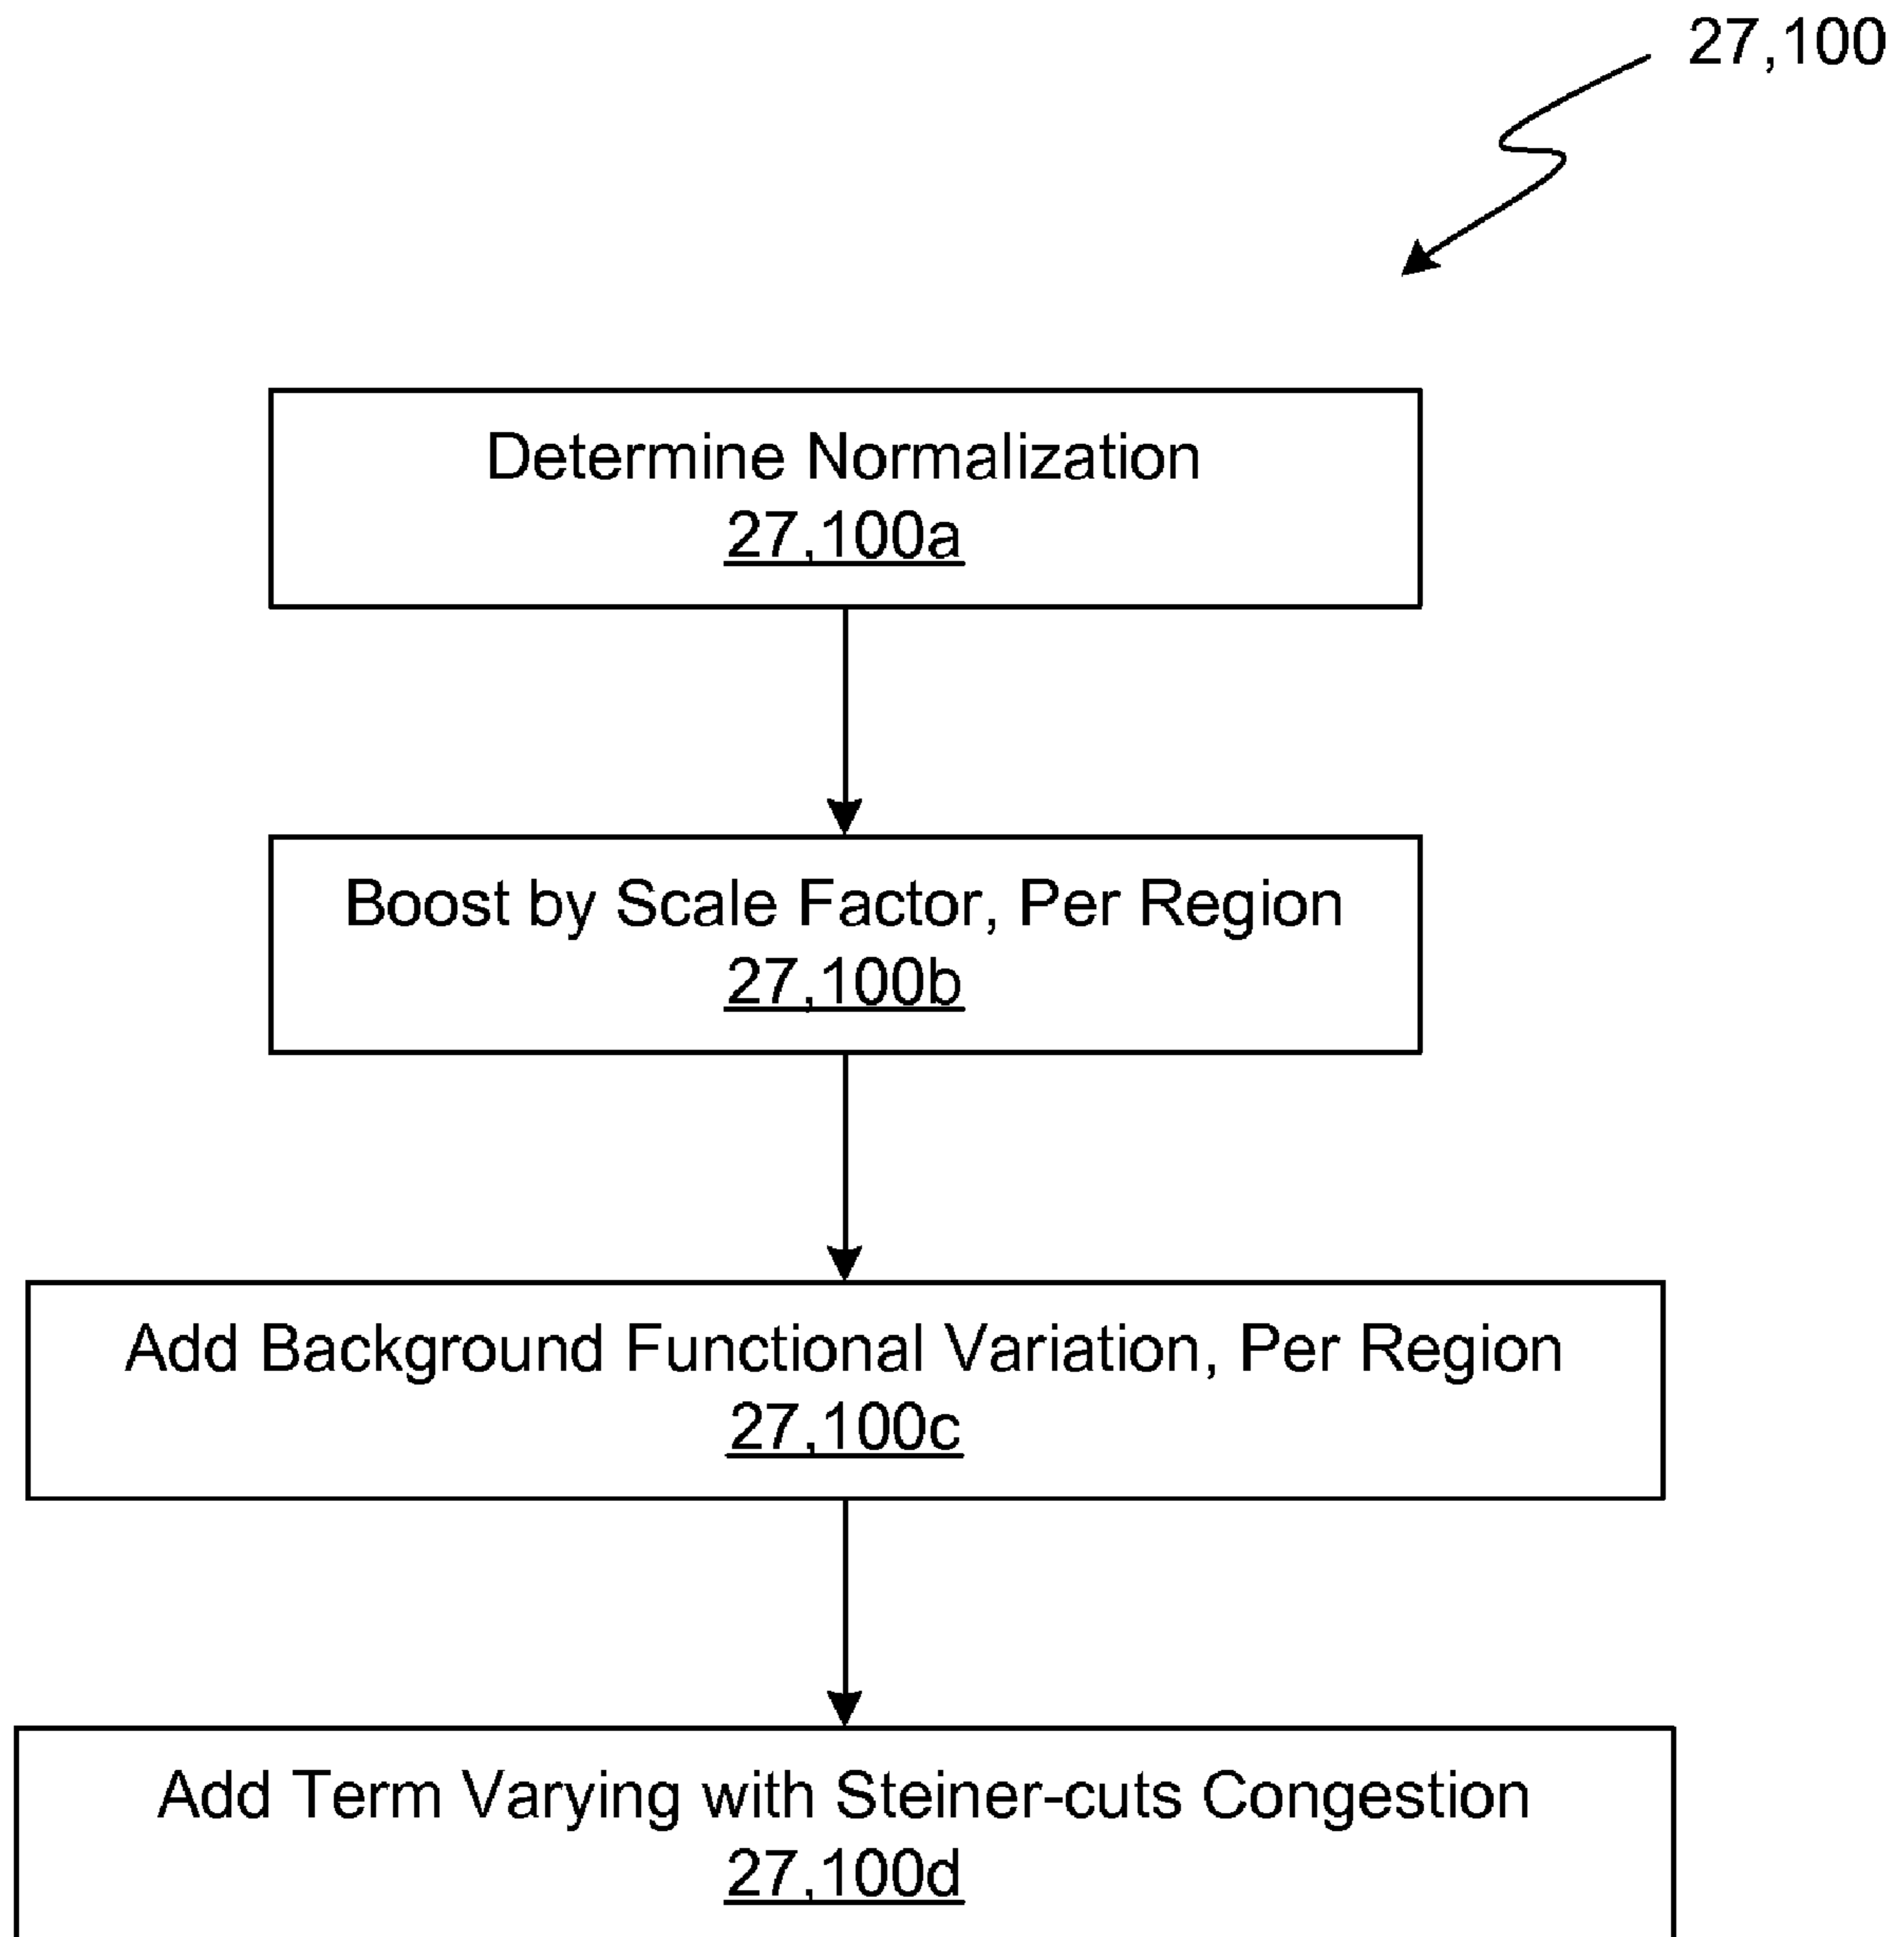 27,100
Determine Normalization
27,100a
Boost by Scale Factor, Per Region
27,100b
Add Background Functional Variation, Per Region
27,100c
Add Term Varying with Steiner-cuts Congestion
27,100d